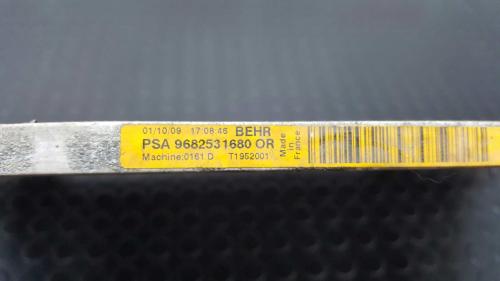 01/10/09 17:08:46 BEHR
PSA 9682531680 OR
Machine:0161 D T1952001
Made
in
France